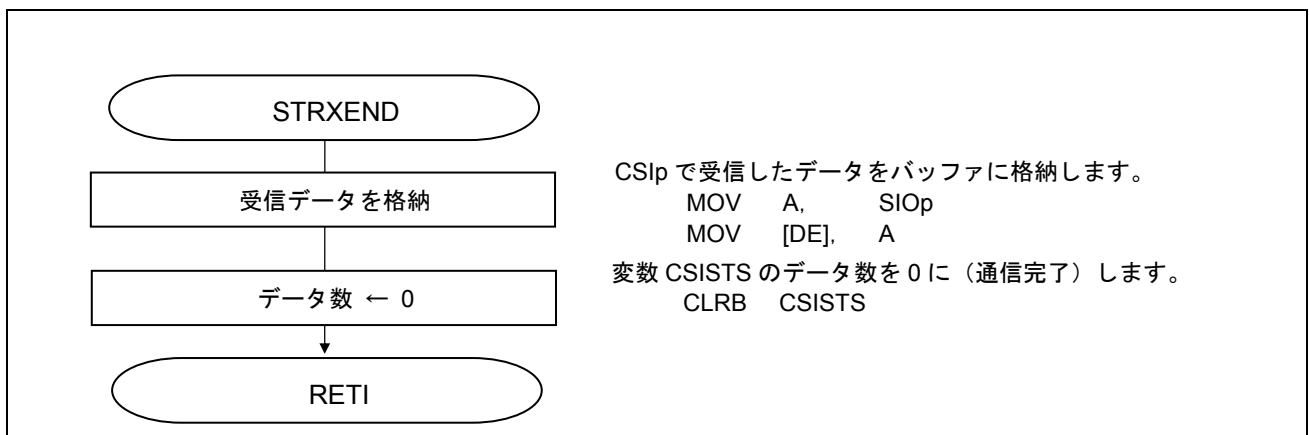 STRXEND
受信データを格納
データ数 ← 0
RETI
CSIp で受信したデータをバッファに格納します。
MOV A, SIOp
MOV [DE], A
変数 CSISTS のデータ数を 0 に（通信完了）します。
CLRB CSISTS